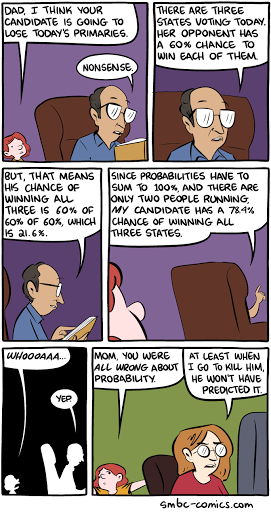 DAD, I THINK YOUR
CANDIDATE IS GOING TO
LOSE TODAY'S PRIMARIES.
NONSENSE.
THERE ARE THREE
STATES VOTING TODAY.
HER OPPONENT HAS
A 60% CHANCE TO
WIN EACH OF THEM.
BUT, THAT MEANS
HIS CHANCE OF
WINNING ALL
THREE IS 60% OF
60% OF 60%, WHICH
IS 21.6%.
SINCE PROBABILITIES HAVE TO
SUM TO 100%, AND THERE ARE
ONLY TWO PEOPLE RUNNING,
MY CANDIDATE HAS A 78.4%
CHANCE OF WINNING ALL
THREE STATES.
WHOOOAAA...
YEP.
MOM, YOU WERE
ALL WRONG ABOUT
PROBABILITY.
AT LEAST WHEN
I GO TO KILL HIM,
HE WON'T HAVE
PREDICTED IT.
smbc-comics.com